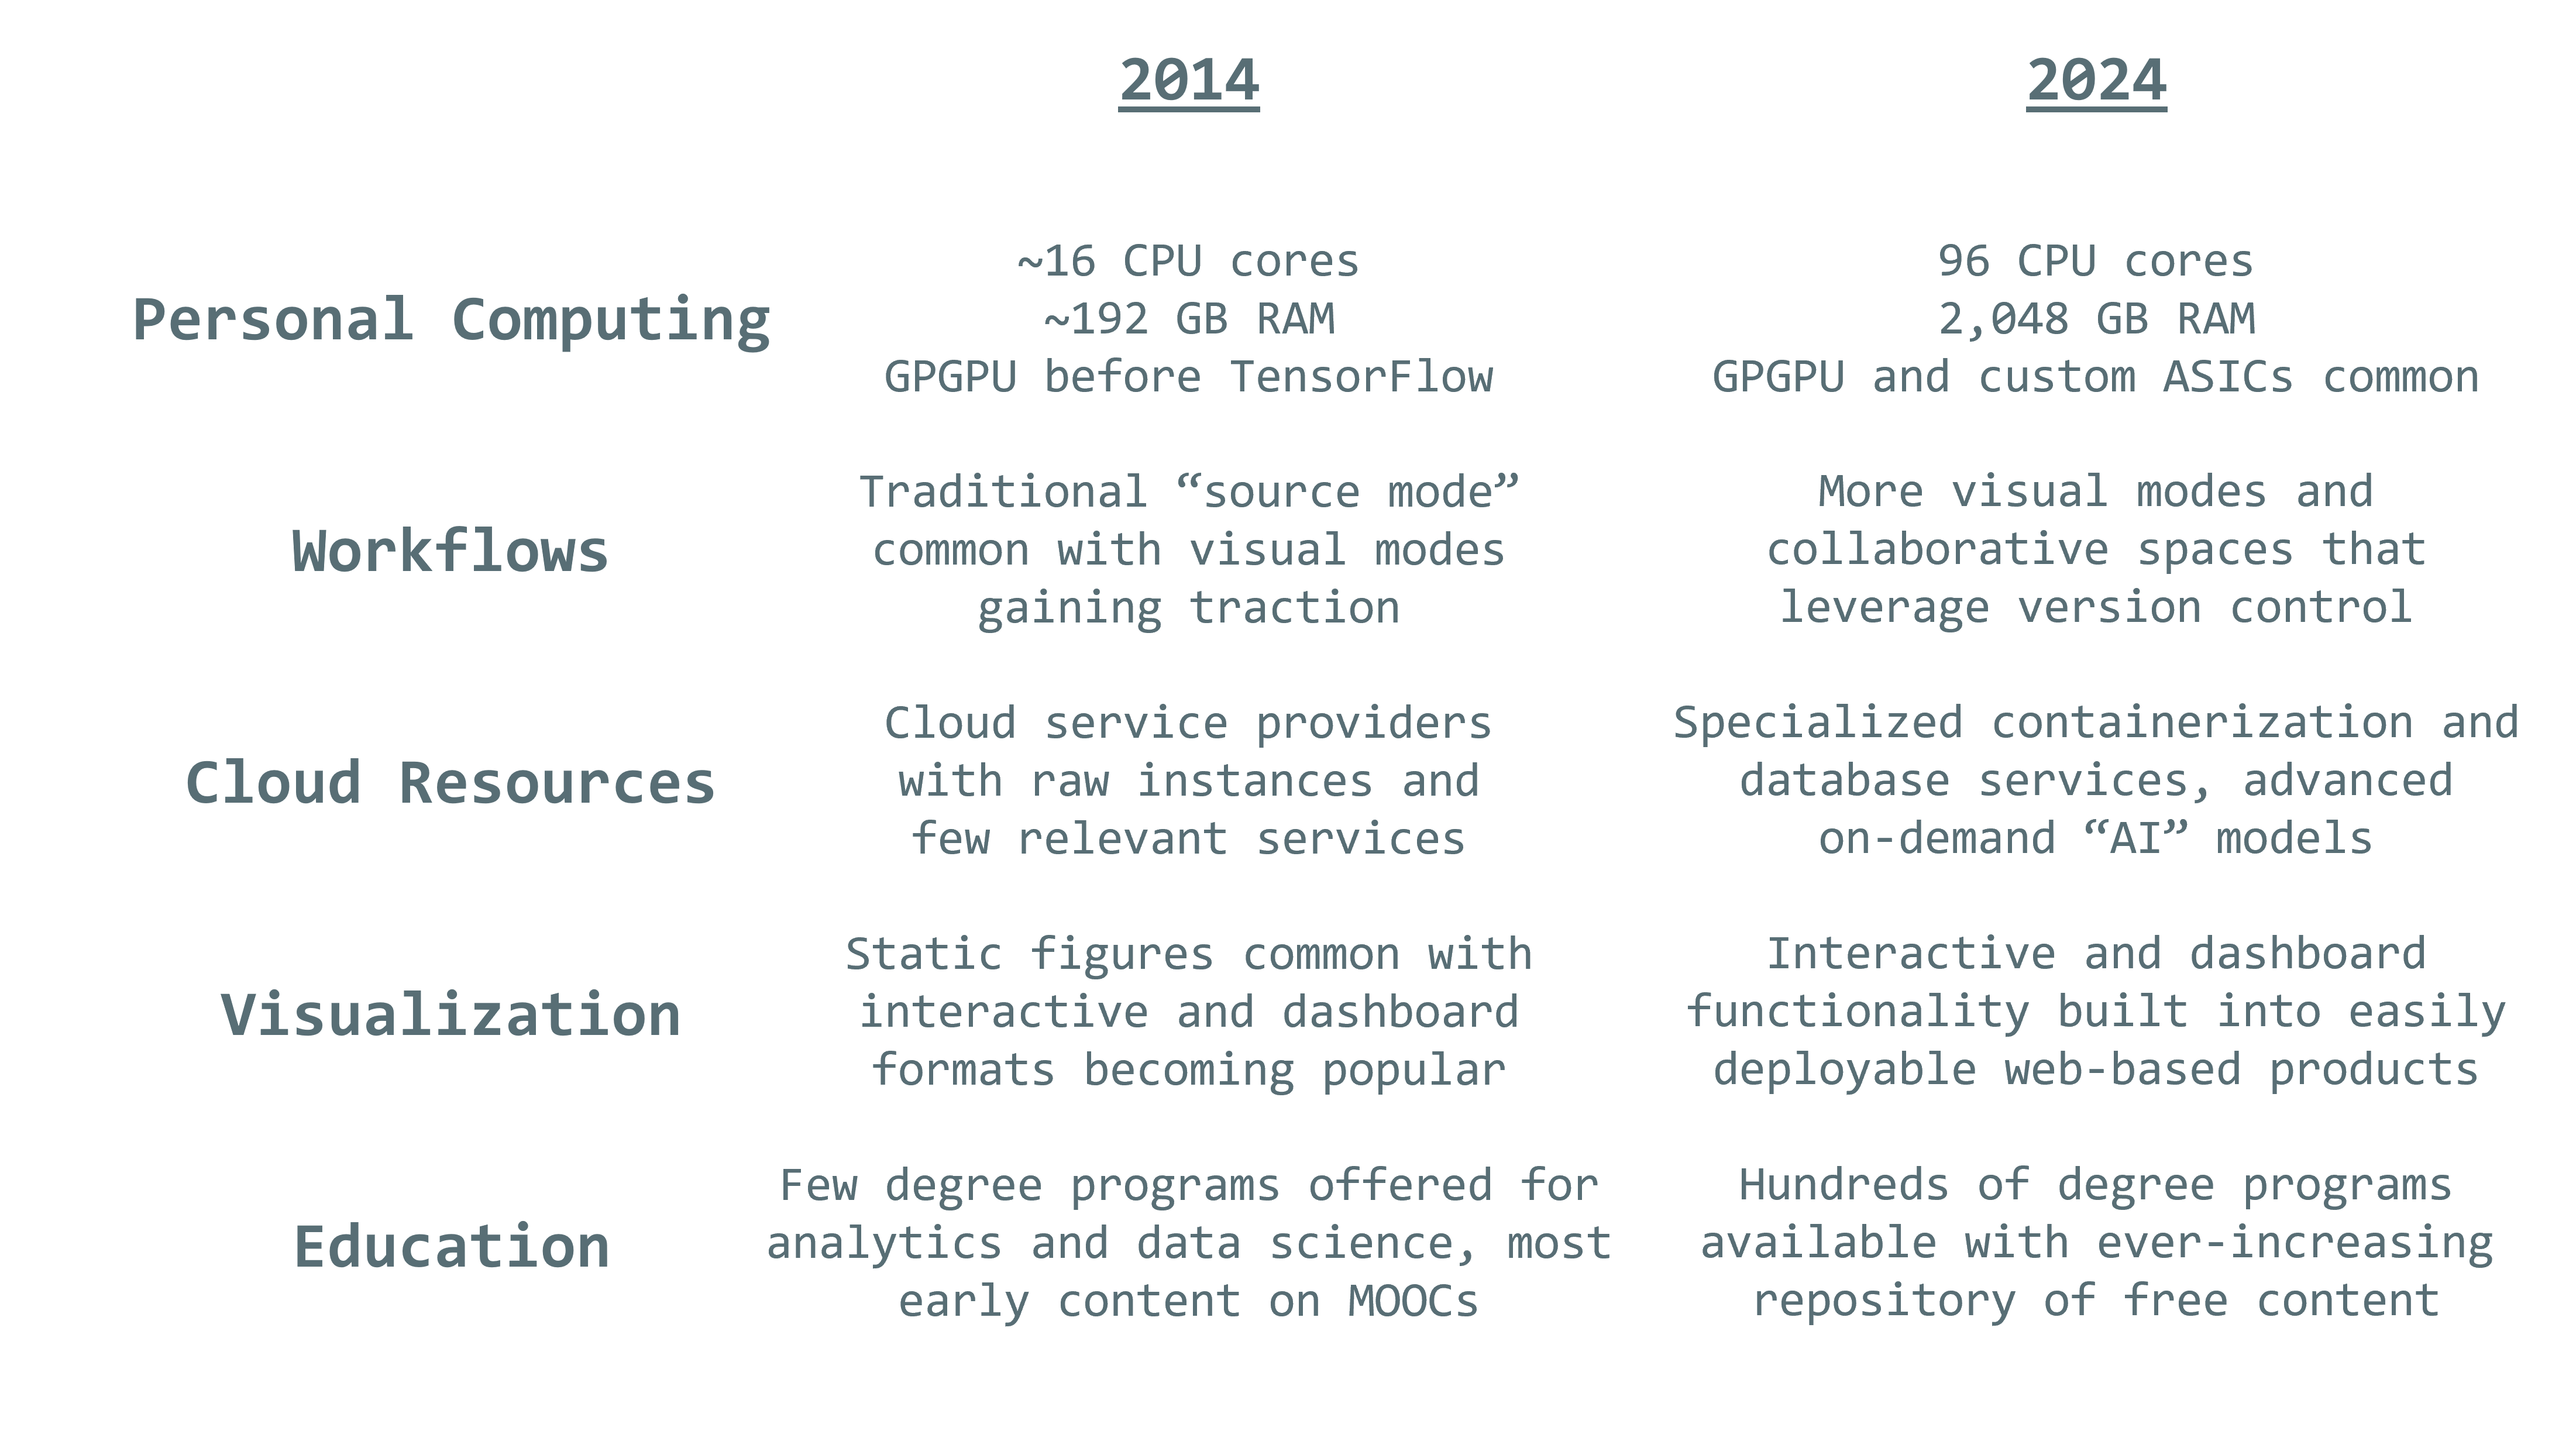 2014
2024
Personal Computing
~16 CPU cores
~192 GB RAM
GPGPU before TensorFlow
96 CPU cores
2,048 GB RAM
GPGPU and custom ASICs common
Workflows
Traditional “source mode”
common with visual modes
gaining traction
More visual modes and
collaborative spaces that
leverage version control
Cloud Resources
Cloud service providers
with raw instances and
few relevant services
Specialized containerization and
database services, advanced
on-demand “AI” models
Visualization
Static figures common with
interactive and dashboard
formats becoming popular
Interactive and dashboard
functionality built into easily
deployable web-based products
Education
Few degree programs offered for
analytics and data science, most
early content on MOOCs
Hundreds of degree programs
available with ever-increasing
repository of free content